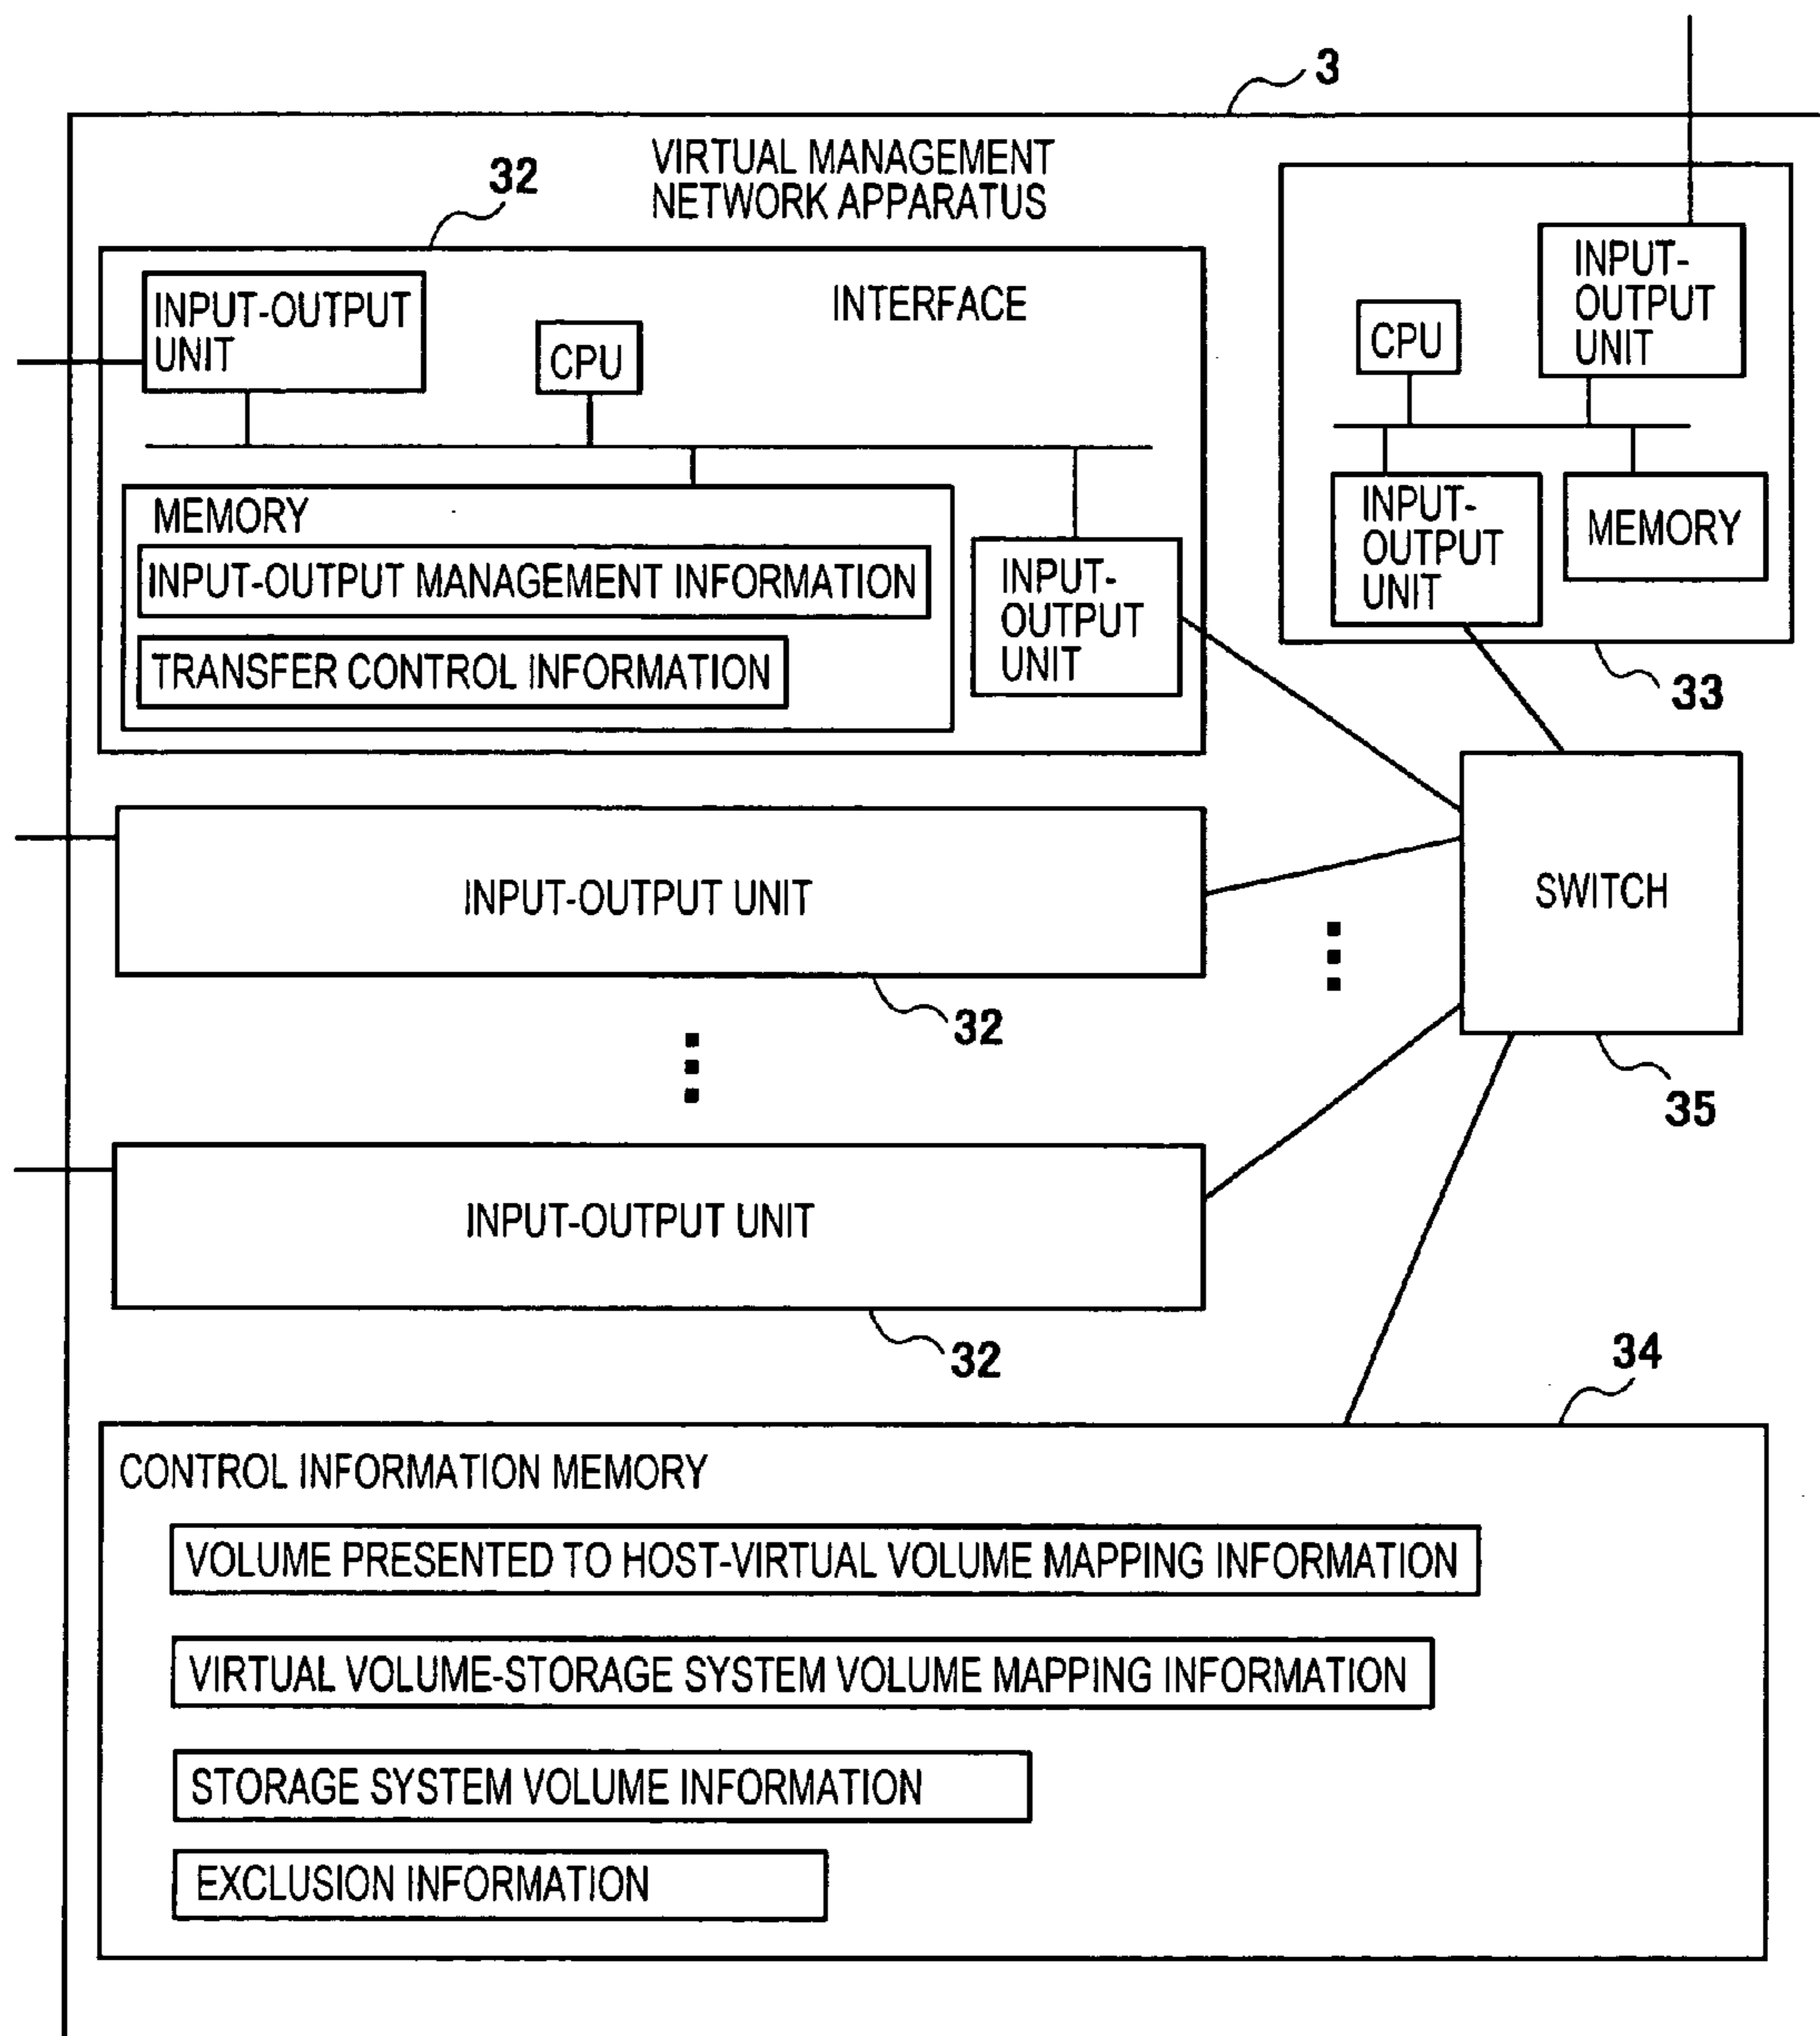 3
VIRTUAL MANAGEMENT
NETWORK APPARATUS
32
INTERFACE
INPUT-OUTPUT
UNIT
CPU
MEMORY
INPUT-OUTPUT MANAGEMENT INFORMATION
TRANSFER CONTROL INFORMATION
INPUT-
OUTPUT
UNIT
INPUT-
OUTPUT
UNIT
CPU
INPUT-
OUTPUT
UNIT
MEMORY
33
INPUT-OUTPUT UNIT
32
SWITCH
35
INPUT-OUTPUT UNIT
32
34
CONTROL INFORMATION MEMORY
VOLUME PRESENTED TO HOST-VIRTUAL VOLUME MAPPING INFORMATION
VIRTUAL VOLUME-STORAGE SYSTEM VOLUME MAPPING INFORMATION
STORAGE SYSTEM VOLUME INFORMATION
EXCLUSION INFORMATION